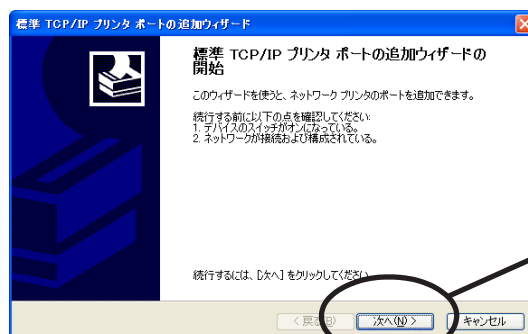 標準 TCP/IP プリンタ ポートの追加ウィザード
標準 TCP/IP プリンタ ポートの追加ウィザードの
開始
このウィザードを使うと、ネットワーク プリンタのポートを追加できます。
続行する前に以下の点を確認してください:
1. デバイスのスイッチがオンになっている。
2. ネットワークが接続および構成されている。
続行するには、[次へ] をクリックしてください
< 戻る(B)
次へ(N) >
キャンセル